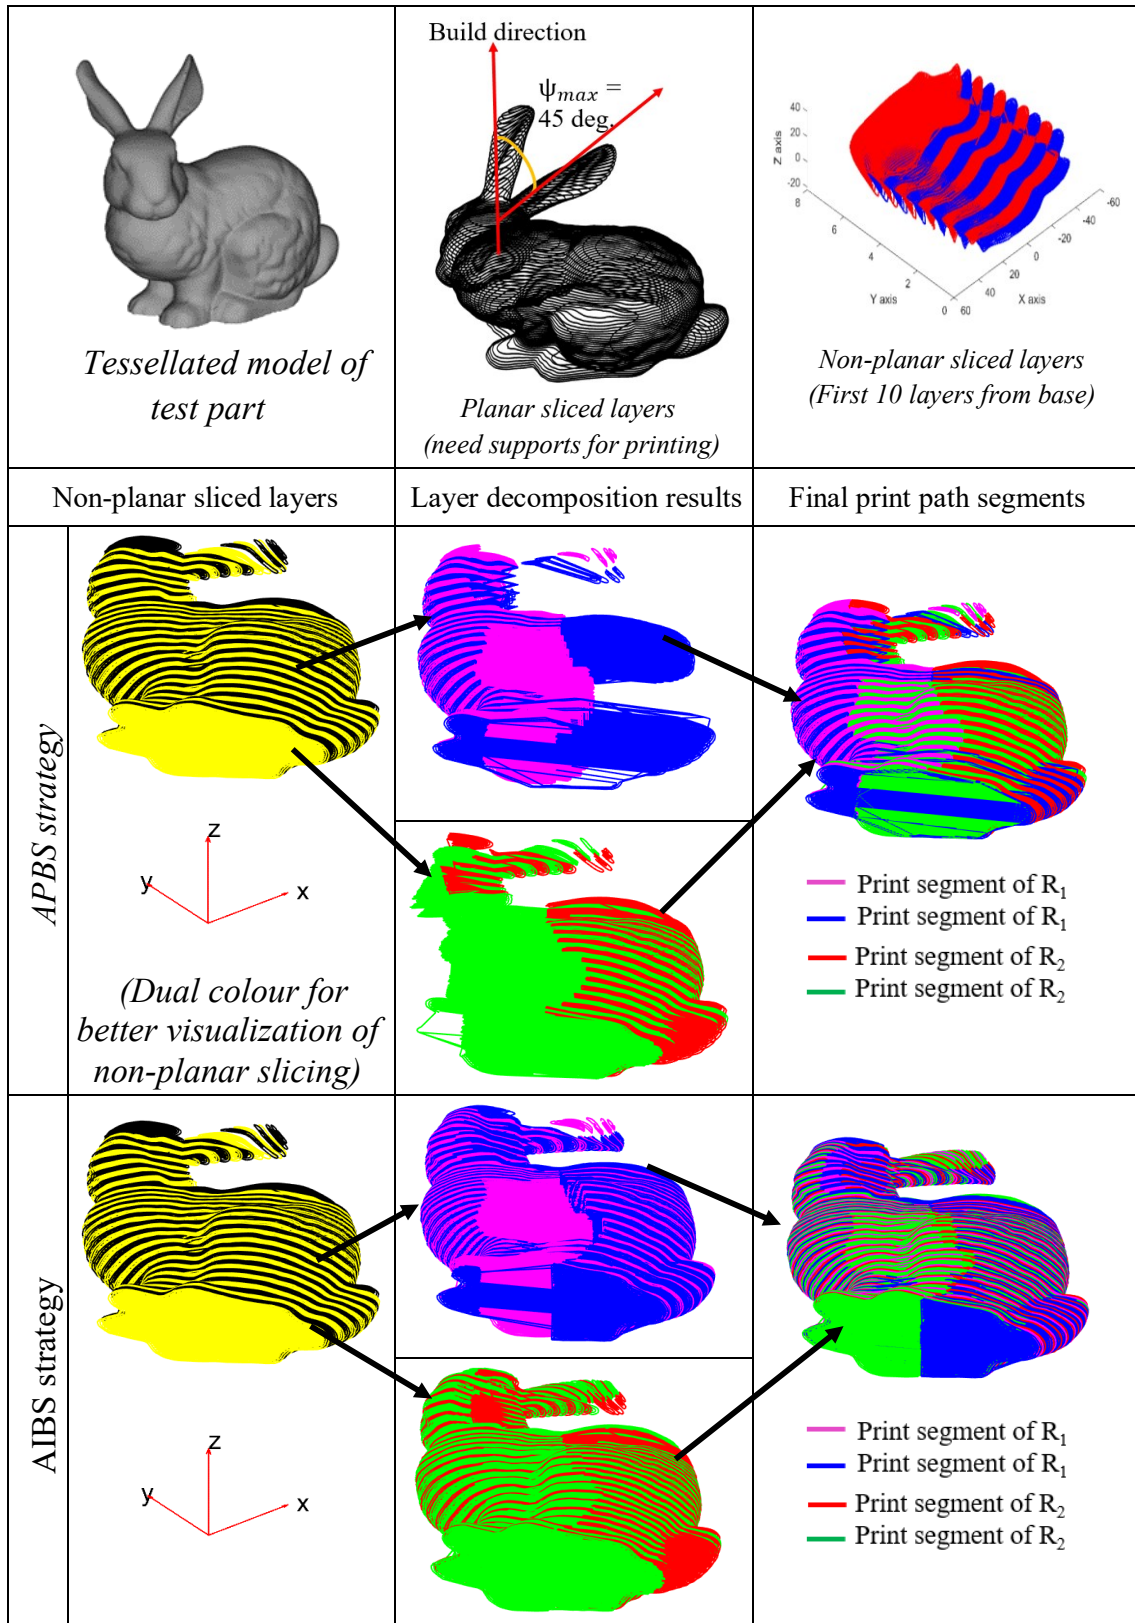 Build direction
ψmax =
45 deg.
Tessellated model of
test part
Planar sliced layers
(need supports for printing)
40
20
0
-20
Z axis
8
6
4
2
0
Y axis
60
40
20
0
-20
-40
-60
X axis
Non-planar sliced layers
(First 10 layers from base)
Non-planar sliced layers
Layer decomposition results
Final print path segments
APBS strategy
z
y
x
(Dual colour for
better visualization of
non-planar slicing)
Print segment of R1
Print segment of R1
Print segment of R2
Print segment of R2
AIBS strategy
z
y
x
Print segment of R1
Print segment of R1
Print segment of R2
Print segment of R2